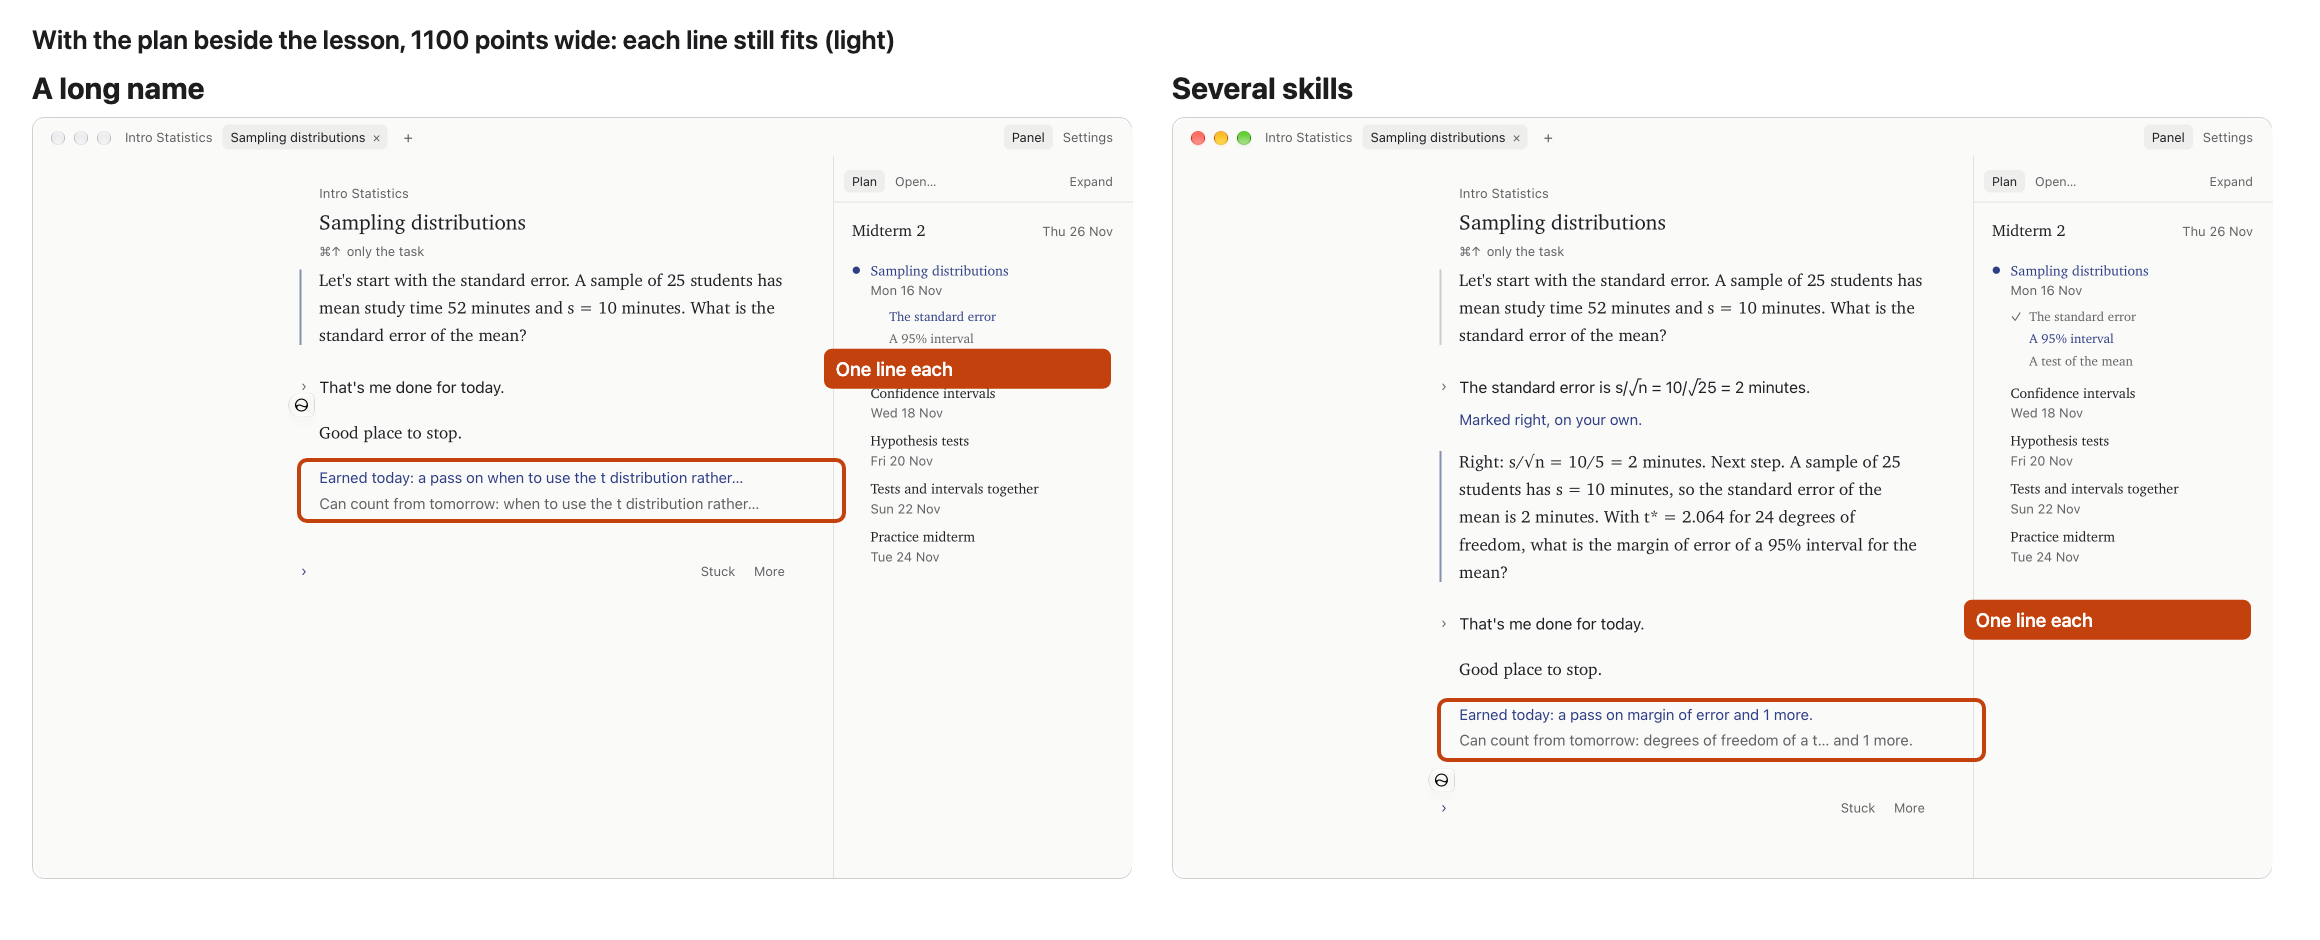 With the plan beside the lesson, 1100 points wide: each line still fits (light)
A long name
Intro Statistics
Sampling distributions ×
+
Panel
Settings
Intro Statistics
Sampling distributions
⌘↑ only the task
Let's start with the standard error. A sample of 25 students has
mean study time 52 minutes and s = 10 minutes. What is the
standard error of the mean?
› That's me done for today.
Good place to stop.
Earned today: a pass on when to use the t distribution rather…
Can count from tomorrow: when to use the t distribution rather…
›
Stuck
More
Plan
Open…
Expand
Midterm 2
Thu 26 Nov
Sampling distributions
Mon 16 Nov
The standard error
A 95% interval
One line each
Confidence intervals
Wed 18 Nov
Hypothesis tests
Fri 20 Nov
Tests and intervals together
Sun 22 Nov
Practice midterm
Tue 24 Nov
Several skills
Intro Statistics
Sampling distributions ×
+
Panel
Settings
Intro Statistics
Sampling distributions
⌘↑ only the task
Let's start with the standard error. A sample of 25 students has
mean study time 52 minutes and s = 10 minutes. What is the
standard error of the mean?
› The standard error is s/√n = 10/√25 = 2 minutes.
Marked right, on your own.
Right: s/√n = 10/5 = 2 minutes. Next step. A sample of 25
students has s = 10 minutes, so the standard error of the
mean is 2 minutes. With t* = 2.064 for 24 degrees of
freedom, what is the margin of error of a 95% interval for the
mean?
› That's me done for today.
Good place to stop.
Earned today: a pass on margin of error and 1 more.
Can count from tomorrow: degrees of freedom of a t… and 1 more.
›
Stuck
More
Plan
Open…
Expand
Midterm 2
Thu 26 Nov
Sampling distributions
Mon 16 Nov
✓ The standard error
A 95% interval
A test of the mean
Confidence intervals
Wed 18 Nov
Hypothesis tests
Fri 20 Nov
Tests and intervals together
Sun 22 Nov
Practice midterm
Tue 24 Nov
One line each